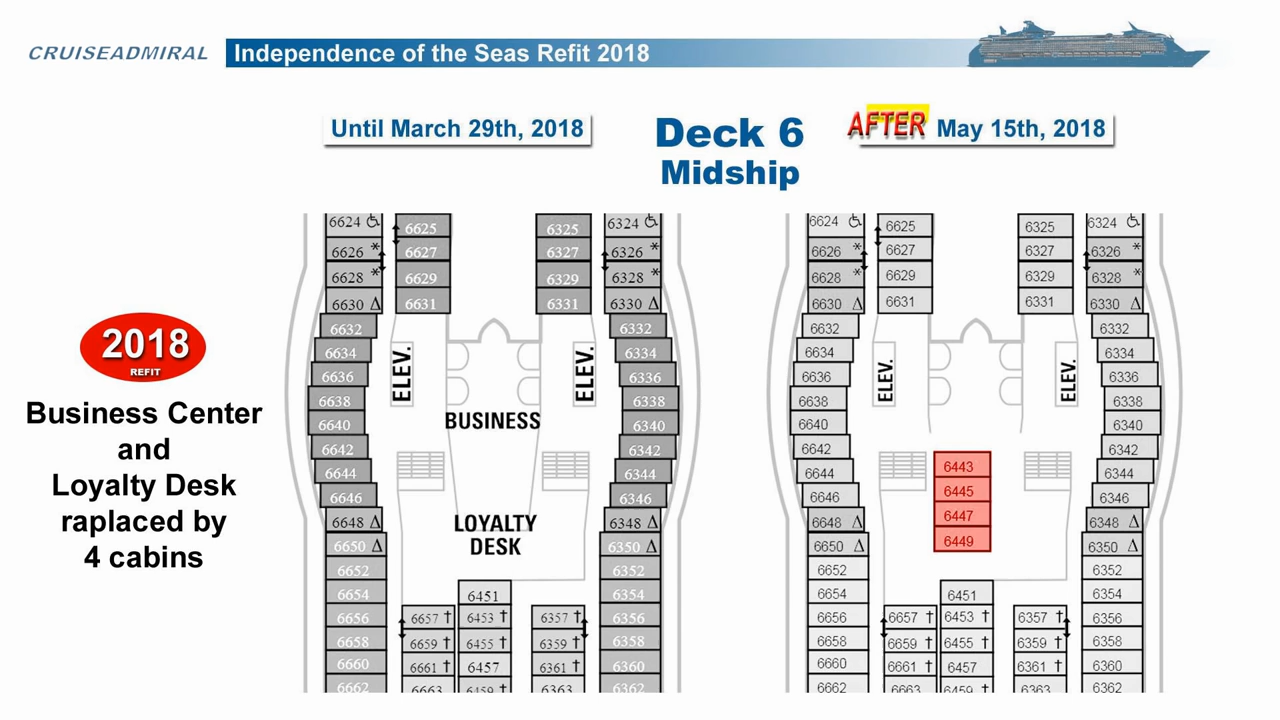 CRUISEADMIRAL
Independence of the Seas Refit 2018
Until March 29th, 2018
Deck 6
Midship
AFTER May 15th, 2018
2018
REFIT
Business Center
and
Loyalty Desk
raplaced by
4 cabins
6624 6625 6325 6324
6626 * 6627 6327 6326 *
6628 * 6629 6329 6328 *
6630 Δ 6631 6331 6330 Δ
6632 6332
6634 ELEV. ELEV. 6334
6636 6336
6638 6338
6640 BUSINESS 6340
6642 6342
6644 6344
6646 6346
6648 Δ LOYALTY 6348 Δ
6650 Δ DESK 6350 Δ
6652 6352
6654 6451 6354
6656 6657 † 6453 † 6357 † 6356
6658 6659 † 6455 † 6359 † 6358
6660 6661 † 6457 6361 † 6360
6662 6663 6459 † 6363 6362
6624 6625 6325 6324
6626 * 6627 6327 6326 *
6628 * 6629 6329 6328 *
6630 Δ 6631 6331 6330 Δ
6632 6332
6634 ELEV. ELEV. 6334
6636 6336
6638 6338
6640 6340
6642 6342
6644 6443 6344
6646 6445 6346
6648 Δ 6447 6348 Δ
6650 Δ 6449 6350 Δ
6652 6352
6654 6451 6354
6656 6657 † 6453 † 6357 † 6356
6658 6659 † 6455 † 6359 † 6358
6660 6661 † 6457 6361 † 6360
6662 6663 6459 † 6363 6362